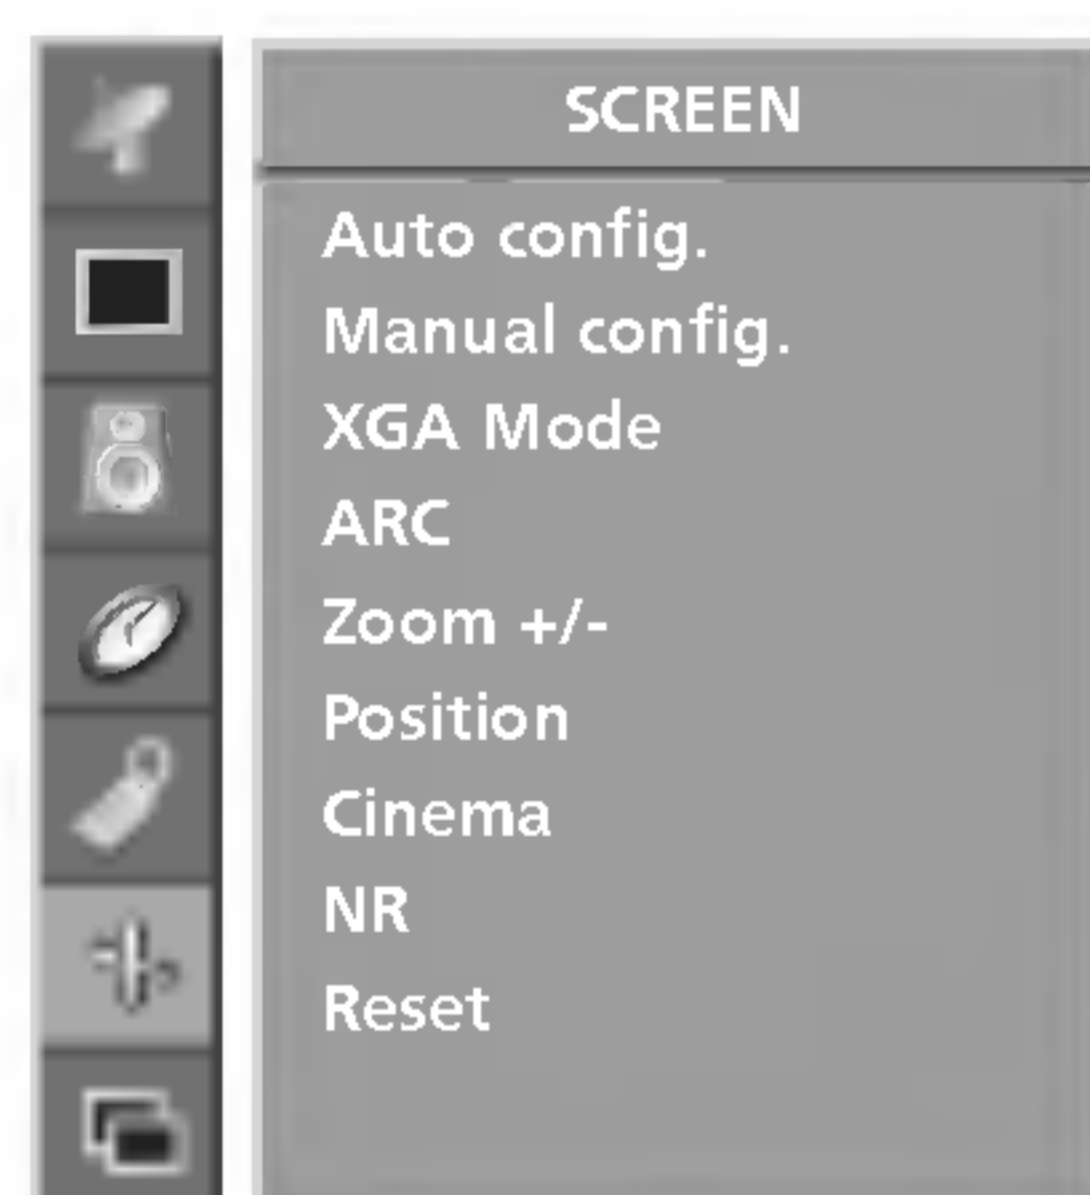 SCREEN
Auto config.
Manual config.
XGA Mode
ARC
Zoom +/-
Position
Cinema
NR
Reset